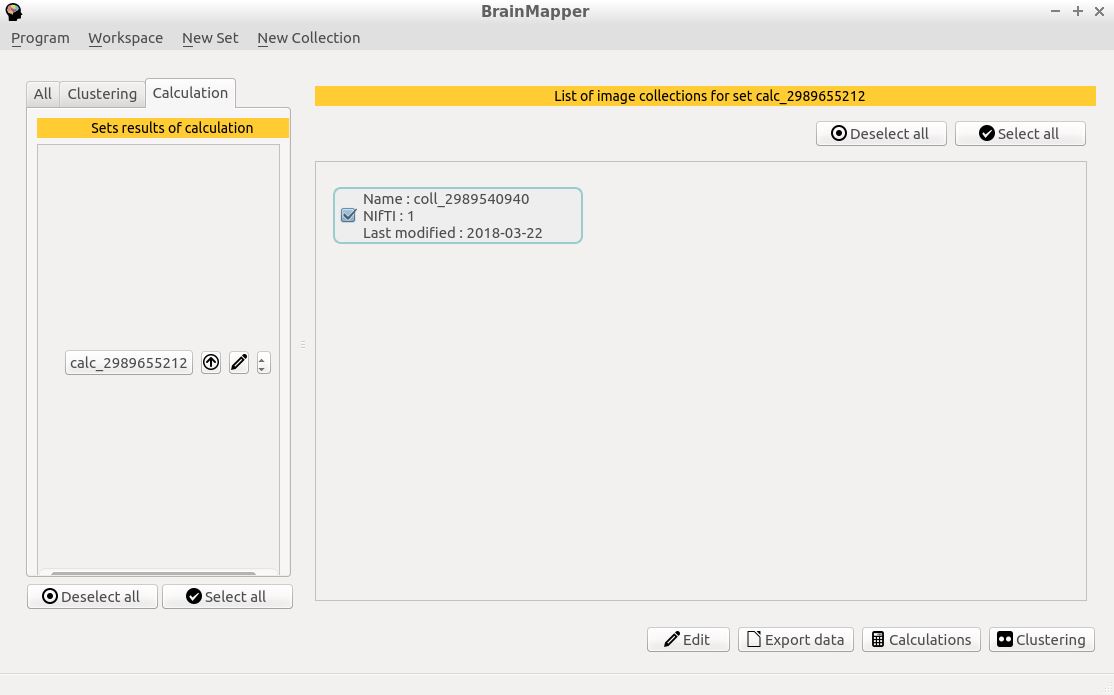 BrainMapper
Program Workspace New Set New Collection
All Clustering Calculation
Sets results of calculation
calc_2989655212
Deselect all Select all
List of image collections for set calc_2989655212
Deselect all Select all
Name : coll_2989540940
NIfTI : 1
Last modified : 2018-03-22
Edit Export data Calculations Clustering